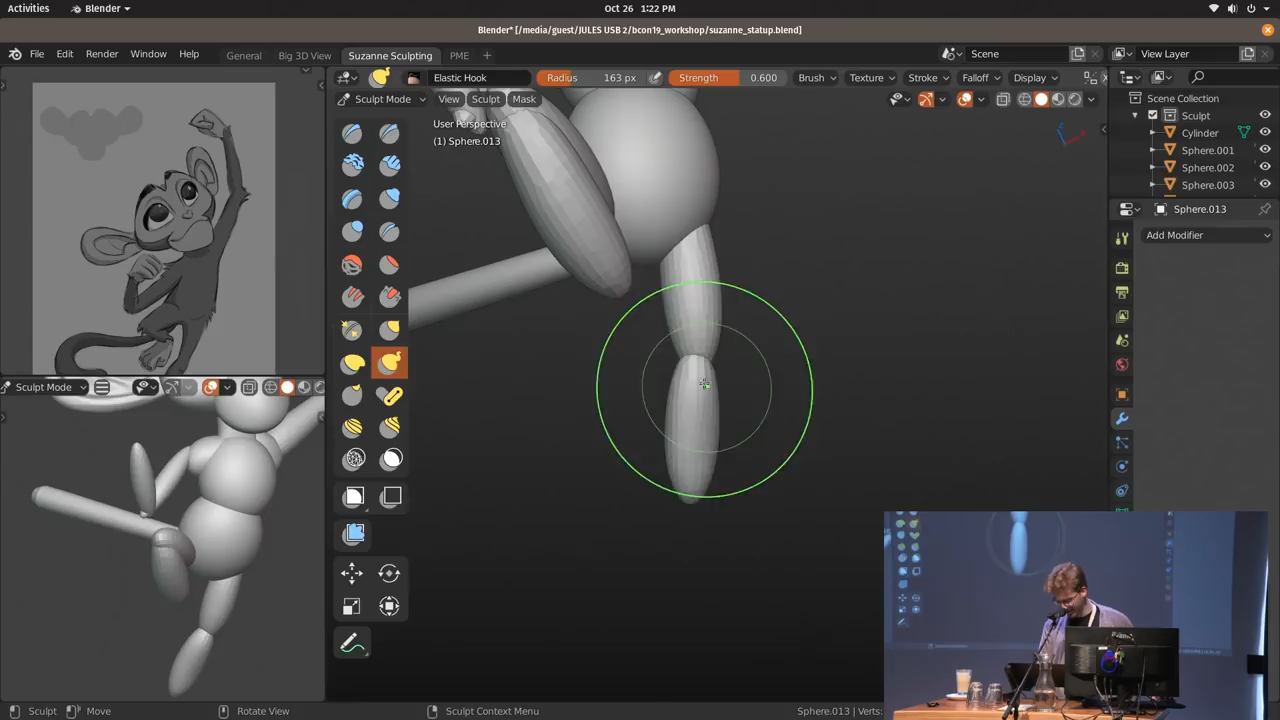 Activities
Blender
Oct 26 1:22 PM
Blender* [/media/guest/JULES USB 2/bcon19_workshop/suzanne_statup.blend]
File Edit Render Window Help
General Big 3D View Suzanne Sculpting PME +
Scene
View Layer
Elastic Hook
Radius 163 px
Strength 0.600
Brush
Texture
Stroke
Falloff
Display
Sculpt Mode
View Sculpt Mask
User Perspective
(1) Sphere.013
Scene Collection
Sculpt
Cylinder
Sphere.001
Sphere.002
Sphere.003
Sphere.013
Add Modifier
Sculpt Mode
Sculpt
Move
Rotate View
Sculpt Context Menu
Sphere.013 | Verts: